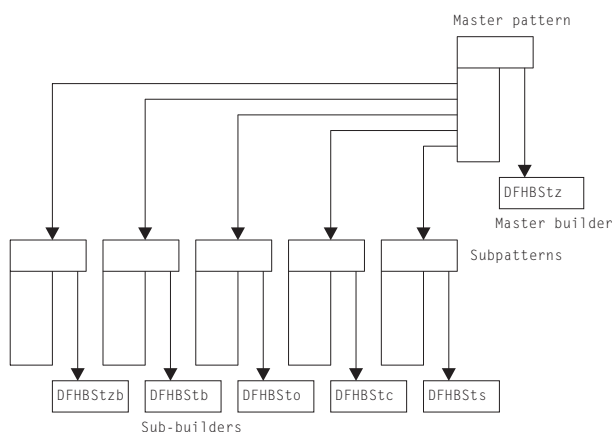 Master pattern
DFHBStz
Master builder
Subpatterns
DFHBStzb DFHBStb DFHBSto DFHBStc DFHBSts
Sub-builders